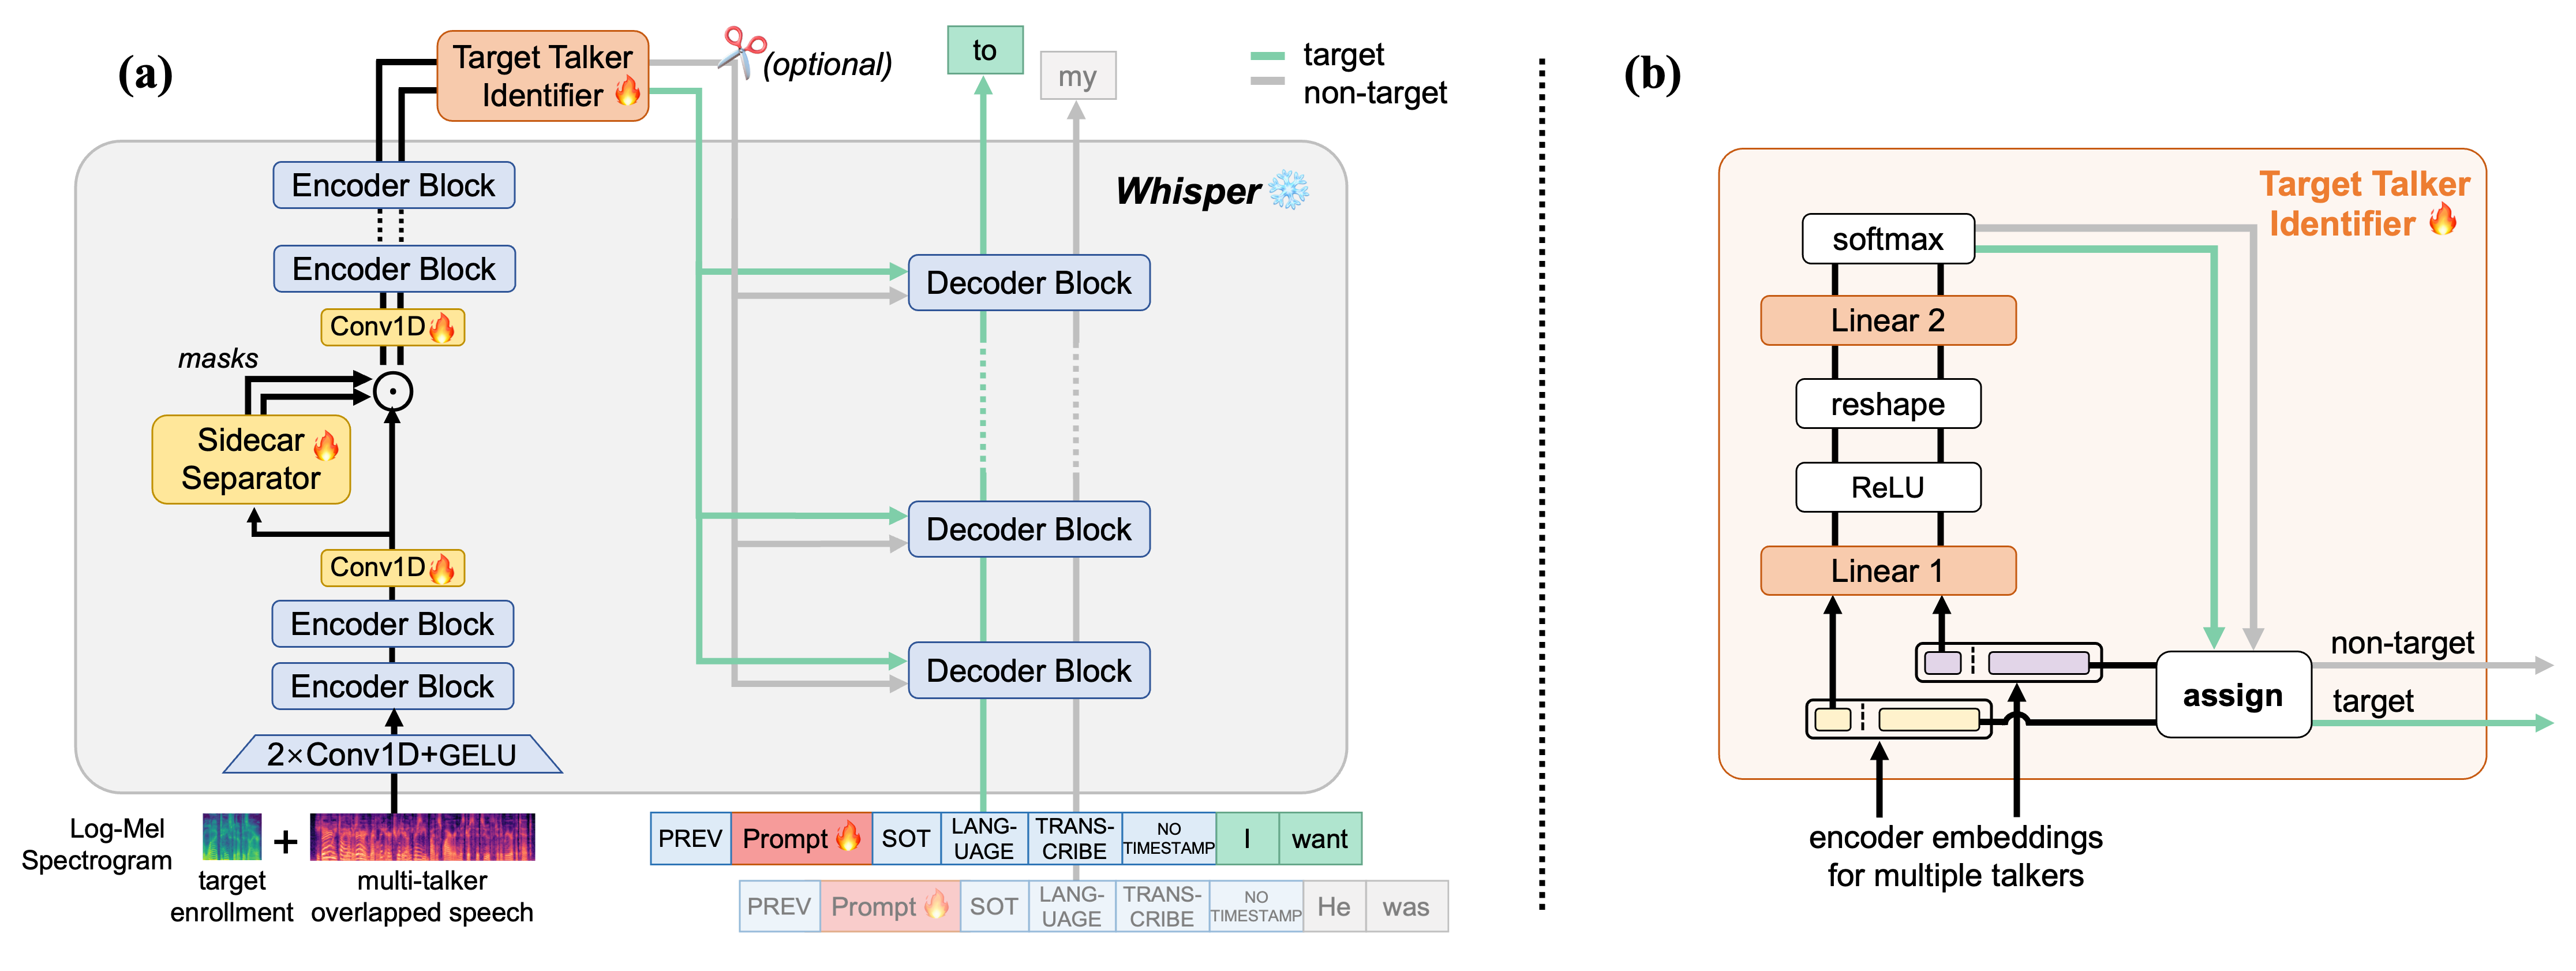 (a)
Target Talker
Identifier
(optional)
to
my
target
non-target
Whisper
Encoder Block
Encoder Block
Conv1D
masks
Sidecar
Separator
Conv1D
Encoder Block
Encoder Block
2×Conv1D+GELU
Decoder Block
Decoder Block
Decoder Block
Log-Mel
Spectrogram
+
target
enrollment
multi-talker
overlapped speech
PREV
Prompt
SOT
LANG-
UAGE
TRANS-
CRIBE
NO
TIMESTAMP
I
want
PREV
Prompt
SOT
LANG-
UAGE
TRANS-
CRIBE
NO
TIMESTAMP
He
was
(b)
Target Talker
Identifier
softmax
Linear 2
reshape
ReLU
Linear 1
assign
non-target
target
encoder embeddings
for multiple talkers